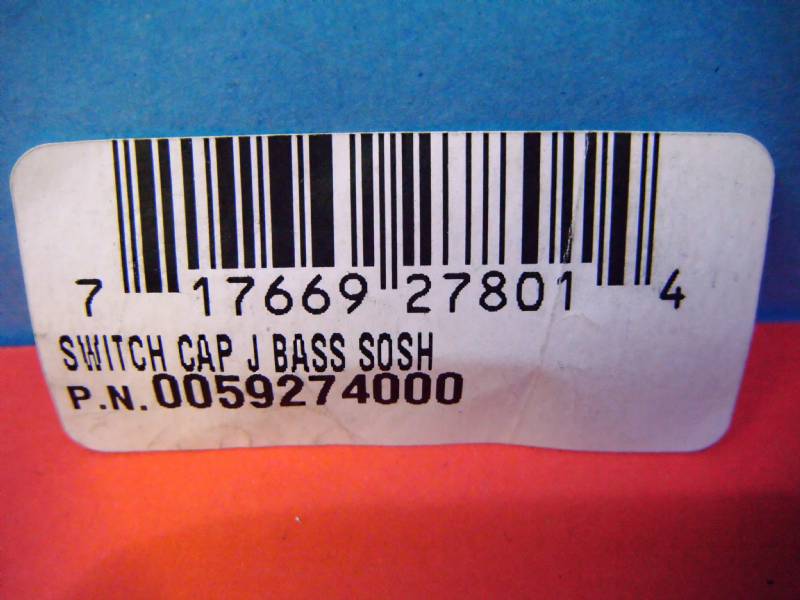 7 17669 27801 4
SWITCH CAP J BASS SOSH
P.N. 0059274000